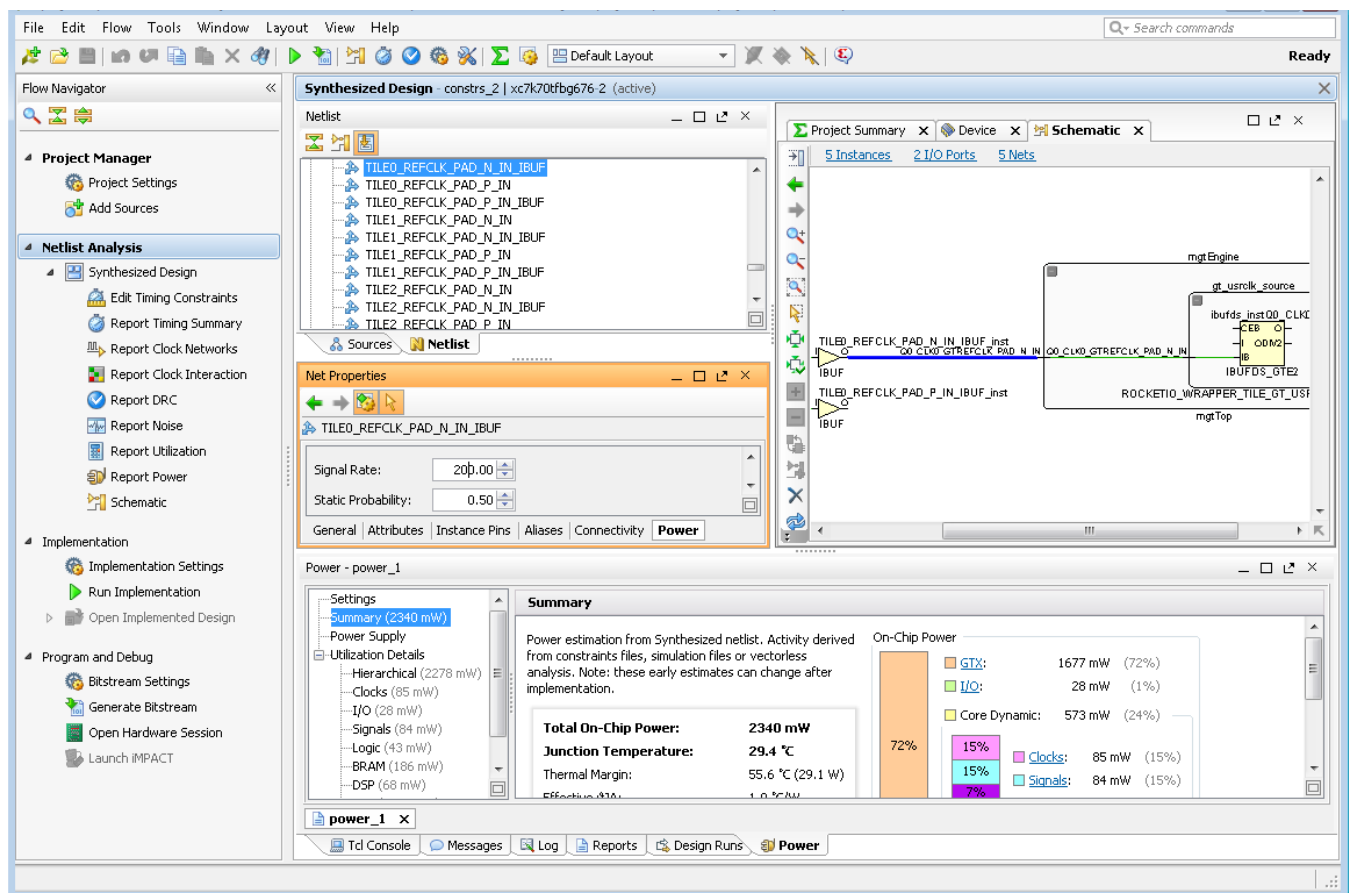 File Edit Flow Tools Window Layout View Help
Search commands
Default Layout
Ready
Flow Navigator
Project Manager
Project Settings
Add Sources
Netlist Analysis
Synthesized Design
Edit Timing Constraints
Report Timing Summary
Report Clock Networks
Report Clock Interaction
Report DRC
Report Noise
Report Utilization
Report Power
Schematic
Implementation
Implementation Settings
Run Implementation
Open Implemented Design
Program and Debug
Bitstream Settings
Generate Bitstream
Open Hardware Session
Launch iMPACT
Synthesized Design - constrs_2 | xc7k70tfbg676-2 (active)
Netlist
TILE0_REFCLK_PAD_N_IN_IBUF
TILE0_REFCLK_PAD_P_IN
TILE0_REFCLK_PAD_P_IN_IBUF
TILE1_REFCLK_PAD_N_IN
TILE1_REFCLK_PAD_N_IN_IBUF
TILE1_REFCLK_PAD_P_IN
TILE1_REFCLK_PAD_P_IN_IBUF
TILE2_REFCLK_PAD_N_IN
TILE2_REFCLK_PAD_N_IN_IBUF
TILE2_REFCLK_PAD_P_IN
Sources Netlist
Net Properties
TILE0_REFCLK_PAD_N_IN_IBUF
Signal Rate: 200.00
Static Probability: 0.50
General Attributes Instance Pins Aliases Connectivity Power
Project Summary Device Schematic
5 Instances 2 I/O Ports 5 Nets
mgtEngine
gt_usrclk_source
ibufds_instQ0_CLK
CEB O
I ODIV2
IB
IBUFDS_GTE2
TILE0_REFCLK_PAD_N_IN_IBUF_inst
I O
Q0_CLK0_GTREFCLK_PAD_N_IN Q0_CLK0_GTREFCLK_PAD_N_IN
IBUF
TILE0_REFCLK_PAD_P_IN_IBUF_inst
I O
IBUF
ROCKETIO_WRAPPER_TILE_GT_USR
mgtTop
Power - power_1
Settings
Summary (2340 mW)
Power Supply
Utilization Details
Hierarchical (2278 mW)
Clocks (85 mW)
I/O (28 mW)
Signals (84 mW)
Logic (43 mW)
BRAM (186 mW)
DSP (68 mW)
Summary
Power estimation from Synthesized netlist. Activity derived
from constraints files, simulation files or vectorless
analysis. Note: these early estimates can change after
implementation.
Total On-Chip Power: 2340 mW
Junction Temperature: 29.4 °C
Thermal Margin: 55.6 °C (29.1 W)
Effective ϑJA: 1.9 °C/W
On-Chip Power
72%
GTX: 1677 mW (72%)
I/O: 28 mW (1%)
Core Dynamic: 573 mW (24%)
15%
15%
7%
Clocks: 85 mW (15%)
Signals: 84 mW (15%)
power_1
Tcl Console Messages Log Reports Design Runs Power